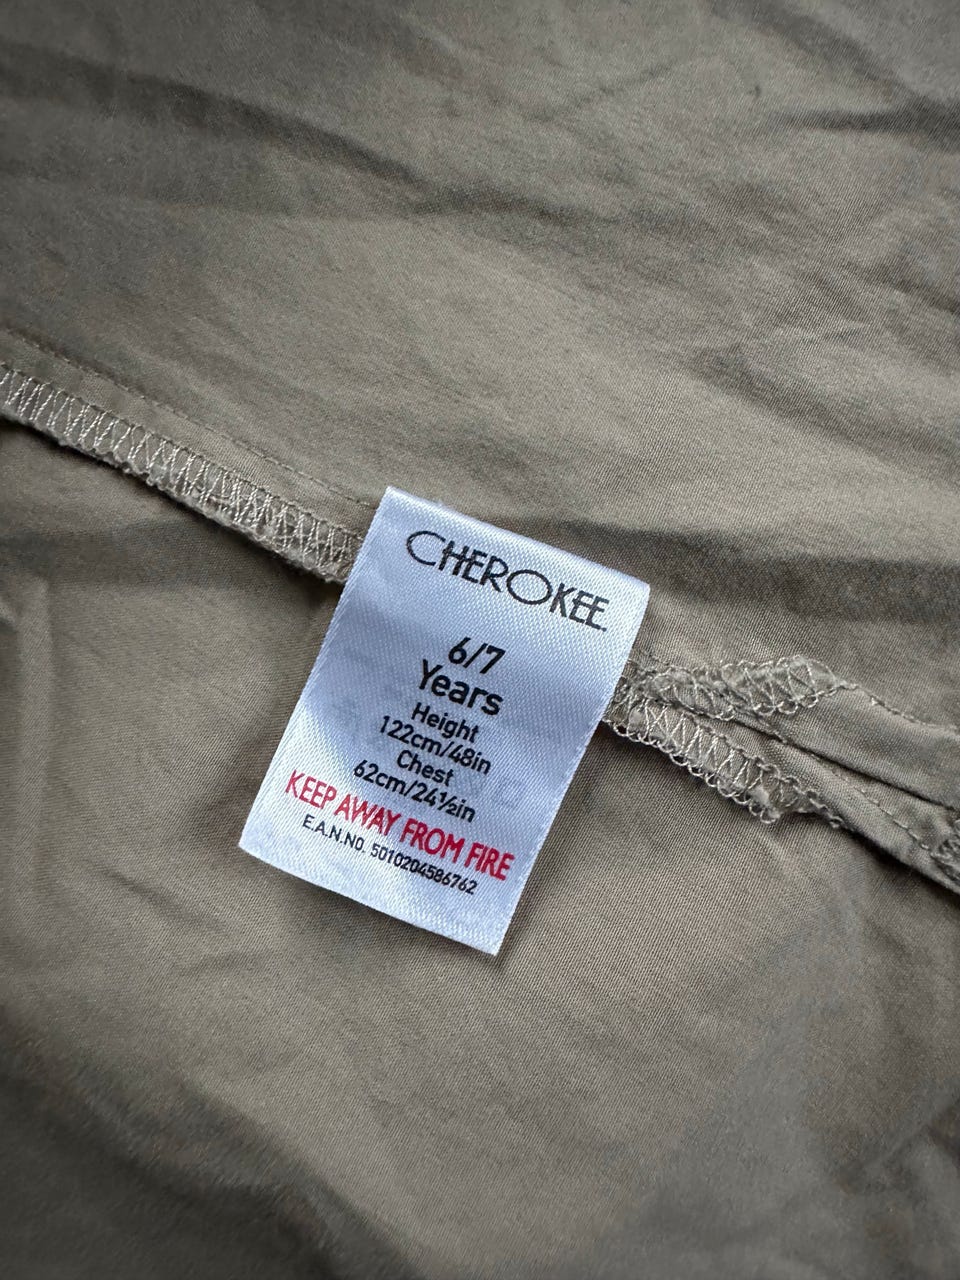 CHEROKEE
6/7
Years
Height
122cm/48in
Chest
62cm/24½in
KEEP AWAY FROM FIRE
E.A.N.NO. 5010204586762